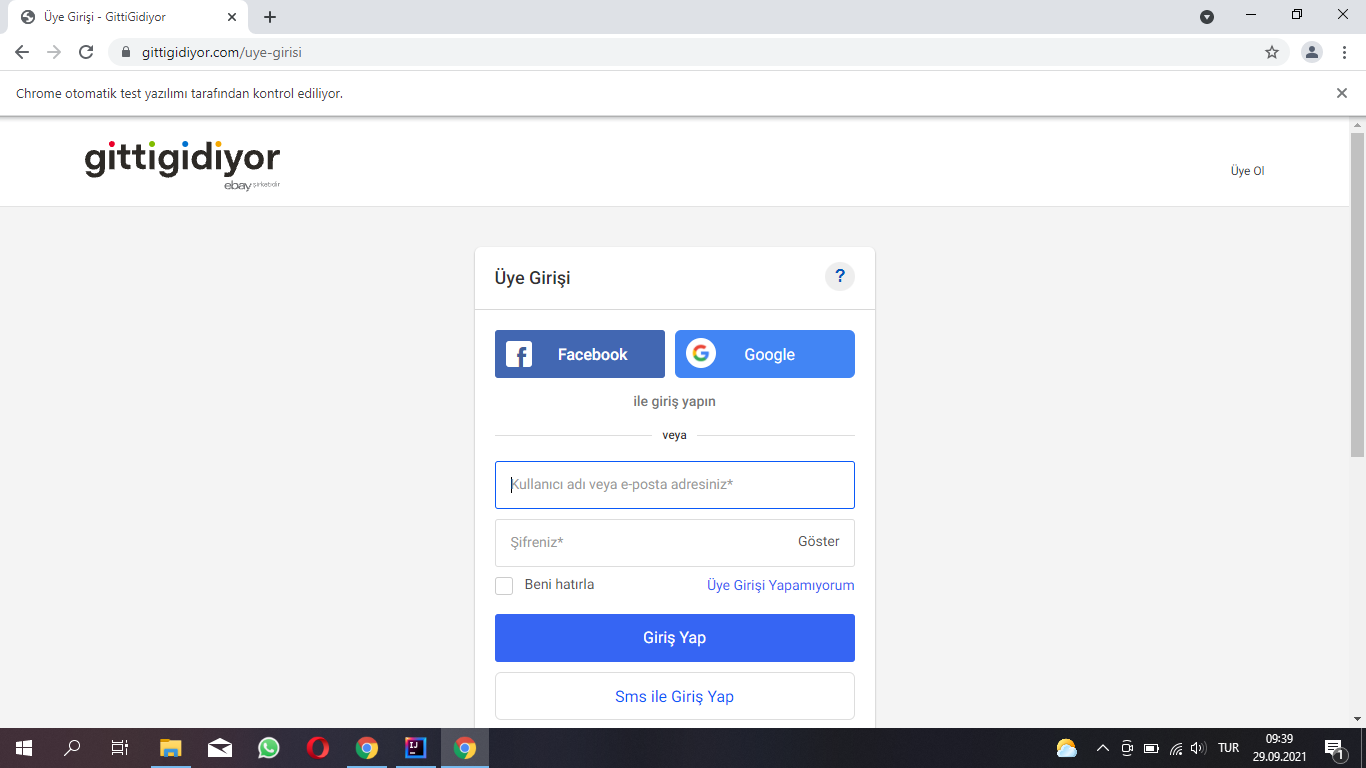 Üye Girişi - GittiGidiyor
gittigidiyor.com/uye-girisi
Chrome otomatik test yazılımı tarafından kontrol ediliyor.
gittigidiyor
ebay şirketidir
Üye Ol
Üye Girişi
?
Facebook
Google
ile giriş yapın
veya
Kullanıcı adı veya e-posta adresiniz*
Şifreniz*
Göster
Beni hatırla
Üye Girişi Yapamıyorum
Giriş Yap
Sms ile Giriş Yap
TUR
09:39
29.09.2021
1